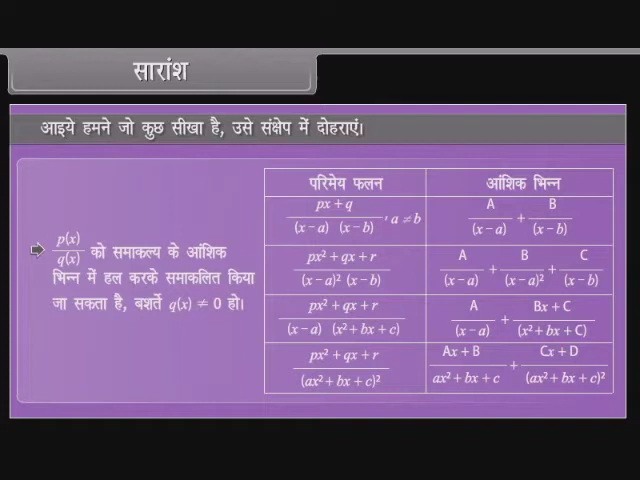 सारांश
आइये हमने जो कुछ सीखा है, उसे संक्षेप में दोहराएं।
p(x)/q(x) को समाकल्य के आंशिक
भिन्न में हल करके समाकलित किया
जा सकता है, बशर्ते q(x) ≠ 0 हो।
परिमेय फलन आंशिक भिन्न
px + q / (x − a) (x − b) , a ≠ b A / (x − a) + B / (x − b)
px² + qx + r / (x − a)² (x − b) A / (x − a) + B / (x − a)² + C / (x − b)
px² + qx + r / (x − a) (x² + bx + c) A / (x − a) + Bx + C / (x² + bx + C)
px² + qx + r / (ax² + bx + c)² Ax + B / ax² + bx + c + Cx + D / (ax² + bx + c)²